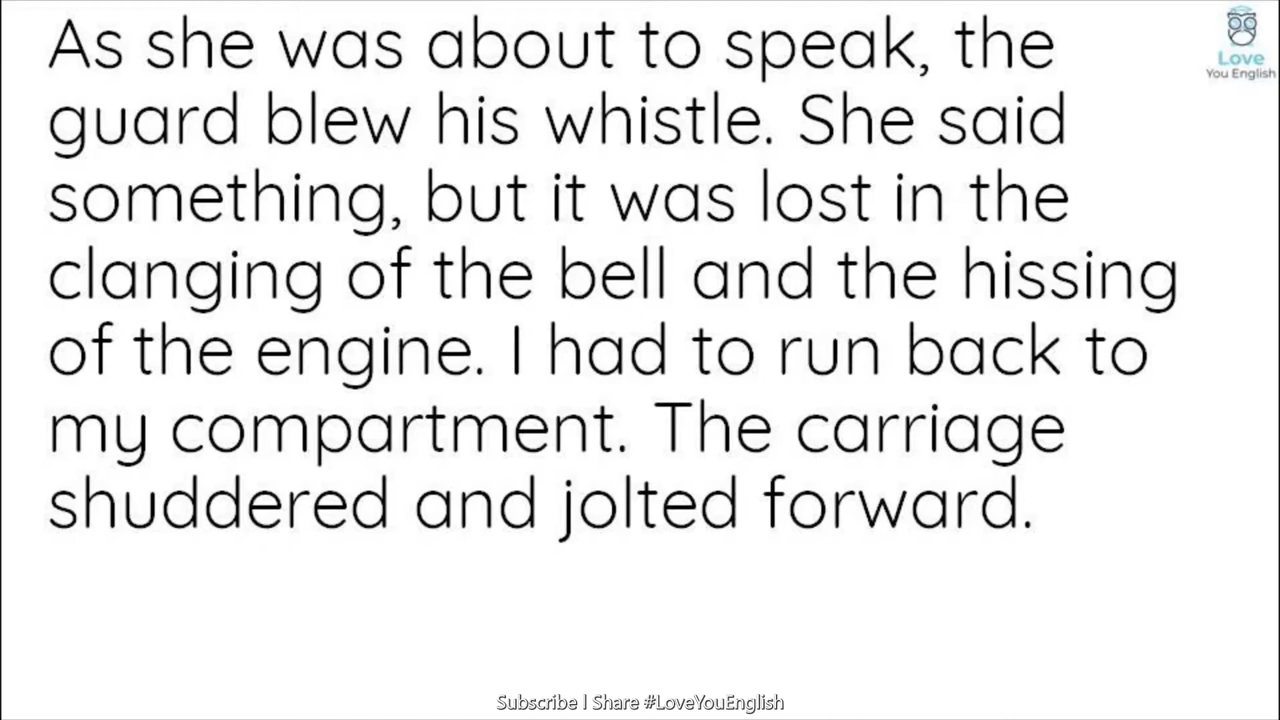 As she was about to speak, the
guard blew his whistle. She said
something, but it was lost in the
clanging of the bell and the hissing
of the engine. I had to run back to
my compartment. The carriage
shuddered and jolted forward.
Love
You English
Subscribe | Share #LoveYouEnglish